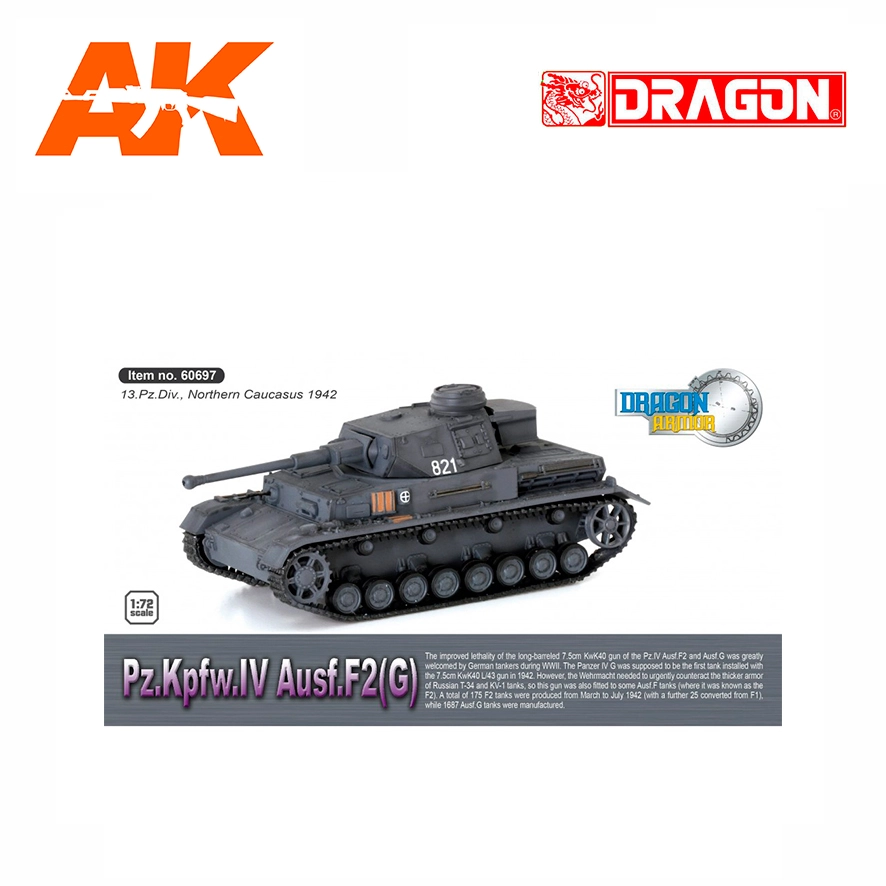 AK
DRAGON®
Item no. 60697
13.Pz.Div., Northern Caucasus 1942
DRAGON
ARMOR
821
1:72
scale
Pz.Kpfw.IV Ausf.F2(G)
The improved lethality of the long-barreled 7.5cm KwK40 gun of the Pz.IV Ausf.F2 and Ausf.G was greatly
welcomed by German tankers during WWII. The Panzer IV G was supposed to be the first tank installed with
the 7.5cm KwK40 L/43 gun in 1942. However, the Wehrmacht needed to urgently counteract the thicker armor
of Russian T-34 and KV-1 tanks, so this gun was also fitted to some Ausf.F tanks (where it was known as the
F2). A total of 175 F2 tanks were produced from March to July 1942 (with a further 25 converted from F1),
while 1687 Ausf.G tanks were manufactured.